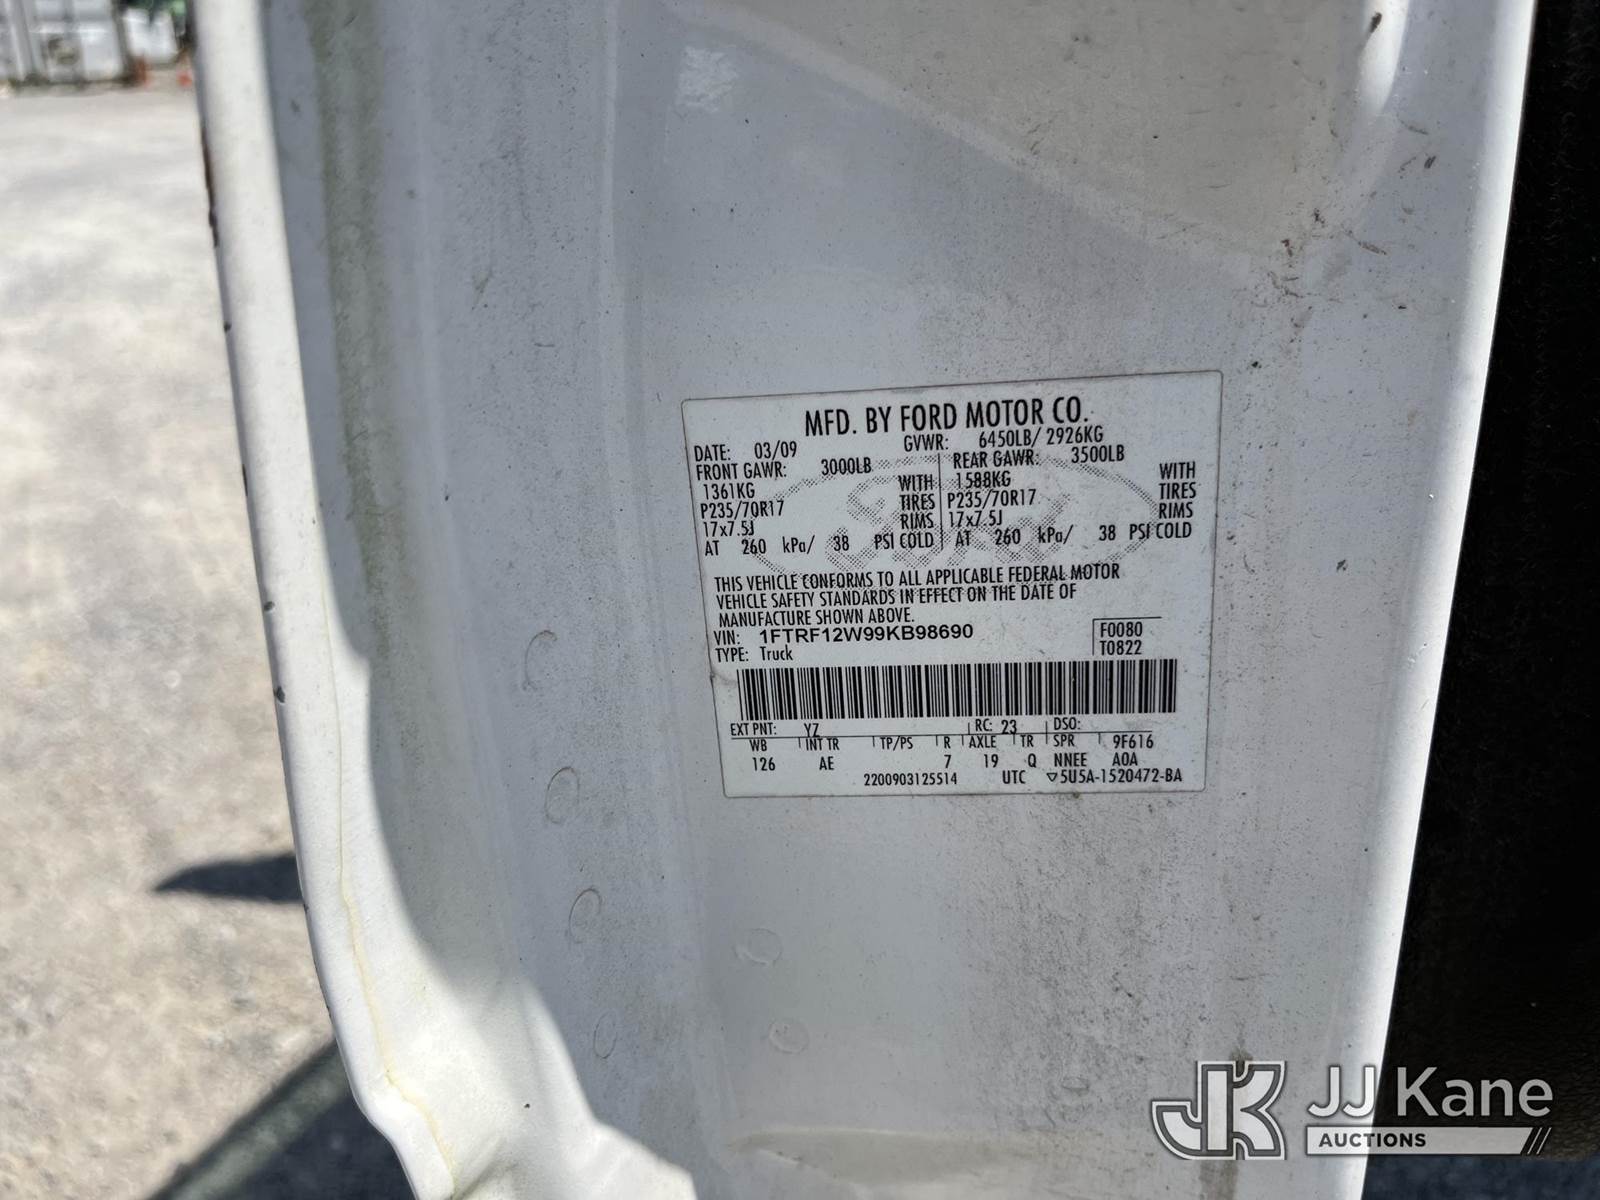 MFD. BY FORD MOTOR CO.
DATE: 03/09 GVWR: 6450LB/ 2926KG
FRONT GAWR: 3000LB REAR GAWR: 3500LB
1361KG WITH 1588KG WITH
P235/70R17 TIRES P235/70R17 TIRES
17x7.5J RIMS 17x7.5J RIMS
AT 260 kPa/ 38 PSI COLD AT 260 kPa/ 38 PSI COLD
THIS VEHICLE CONFORMS TO ALL APPLICABLE FEDERAL MOTOR
VEHICLE SAFETY STANDARDS IN EFFECT ON THE DATE OF
MANUFACTURE SHOWN ABOVE.
VIN: 1FTRF12W99KB98690 F0080
TYPE: Truck T0822
EXT PNT: YZ RC: 23 DSO:
WB INT TR TP/PS R AXLE TR SPR 9F616
126 AE 7 19 Q NNEE A0A
2200903125514 UTC ▽5U5A-1520472-BA
JK JJ Kane
AUCTIONS